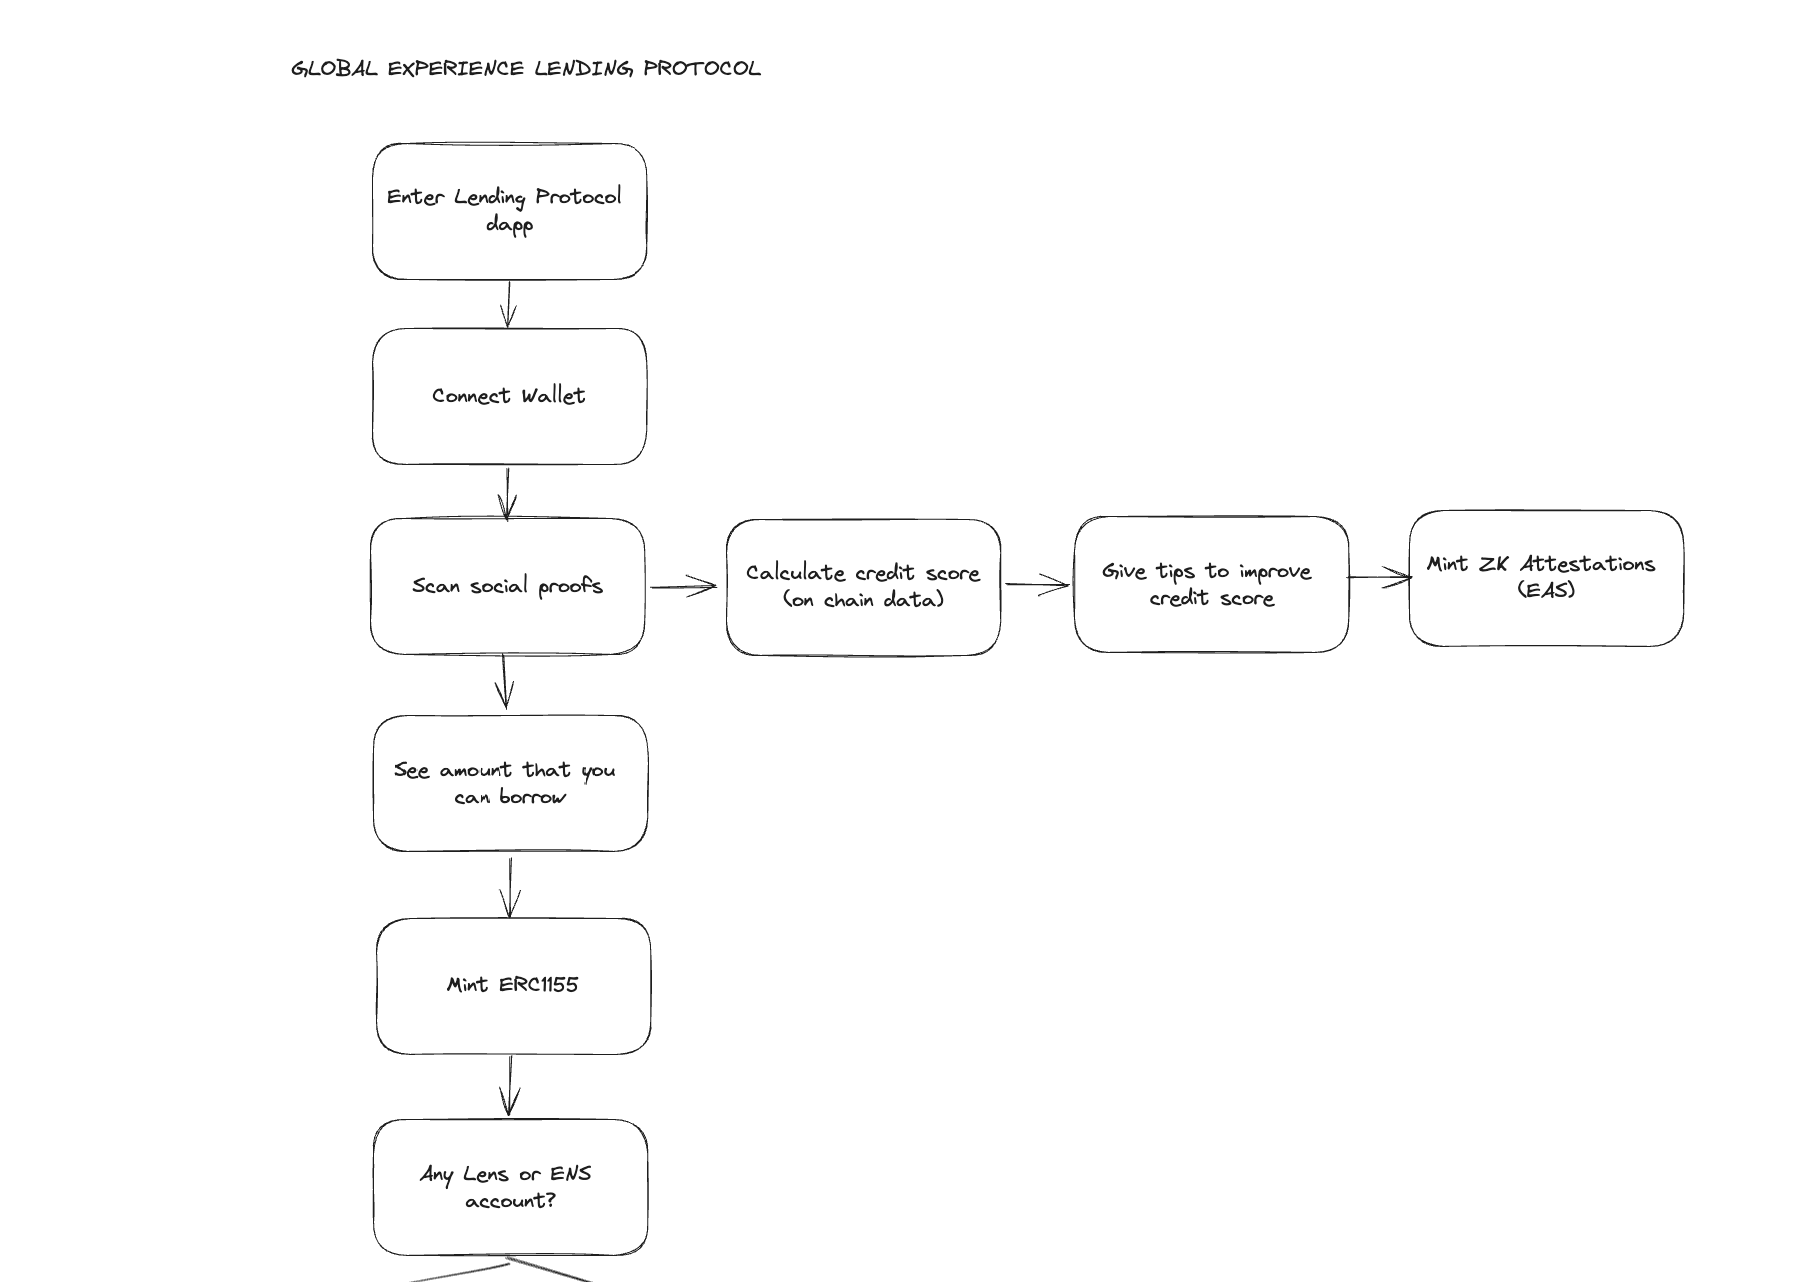 GLOBAL EXPERIENCE LENDING PROTOCOL
Enter Lending Protocol
dapp
Connect Wallet
Scan social proofs
Calculate credit score
(on chain data)
Give tips to improve
credit score
Mint ZK Attestations
(EAS)
See amount that you
can borrow
Mint ERC1155
Any Lens or ENS
account?